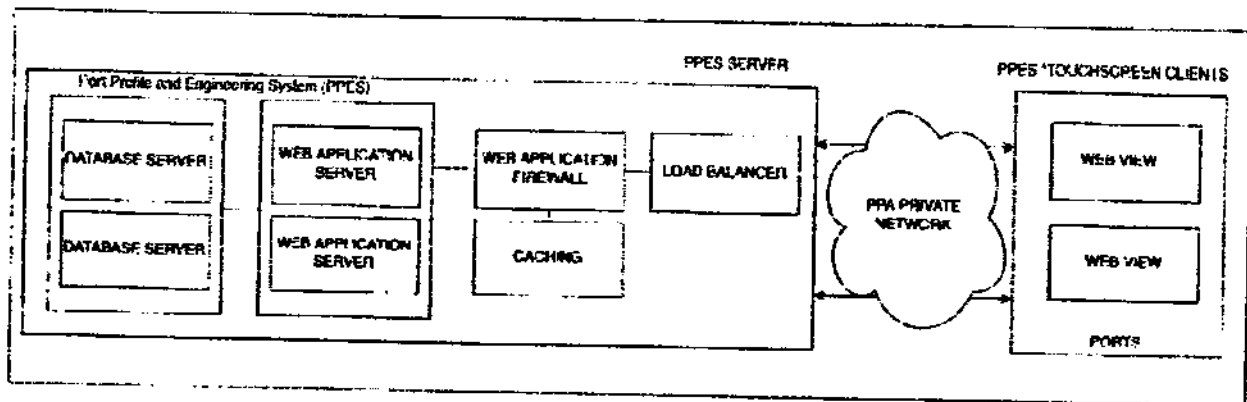 PPES SERVER
PPES "TOUCHSCREEN CLIENTS
Port Profile and Engineering System (PPES)
DATABASE SERVER
DATABASE SERVER
WEB APPLICATION
SERVER
WEB APPLICATION
SERVER
WEB APPLICATION
FIREWALL
CACHING
LOAD BALANCER
PPA PRIVATE
NETWORK
WEB VIEW
WEB VIEW
PORTS